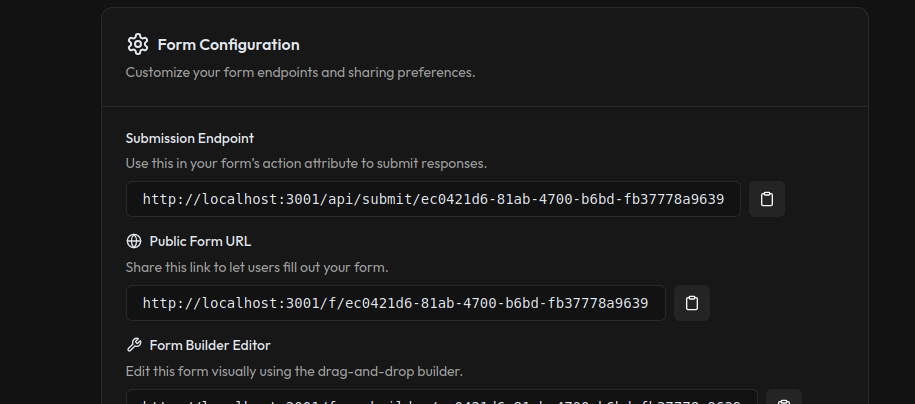 Form Configuration
Customize your form endpoints and sharing preferences.
Submission Endpoint
Use this in your form's action attribute to submit responses.
http://localhost:3001/api/submit/ec0421d6-81ab-4700-b6bd-fb37778a9639
Public Form URL
Share this link to let users fill out your form.
http://localhost:3001/f/ec0421d6-81ab-4700-b6bd-fb37778a9639
Form Builder Editor
Edit this form visually using the drag-and-drop builder.